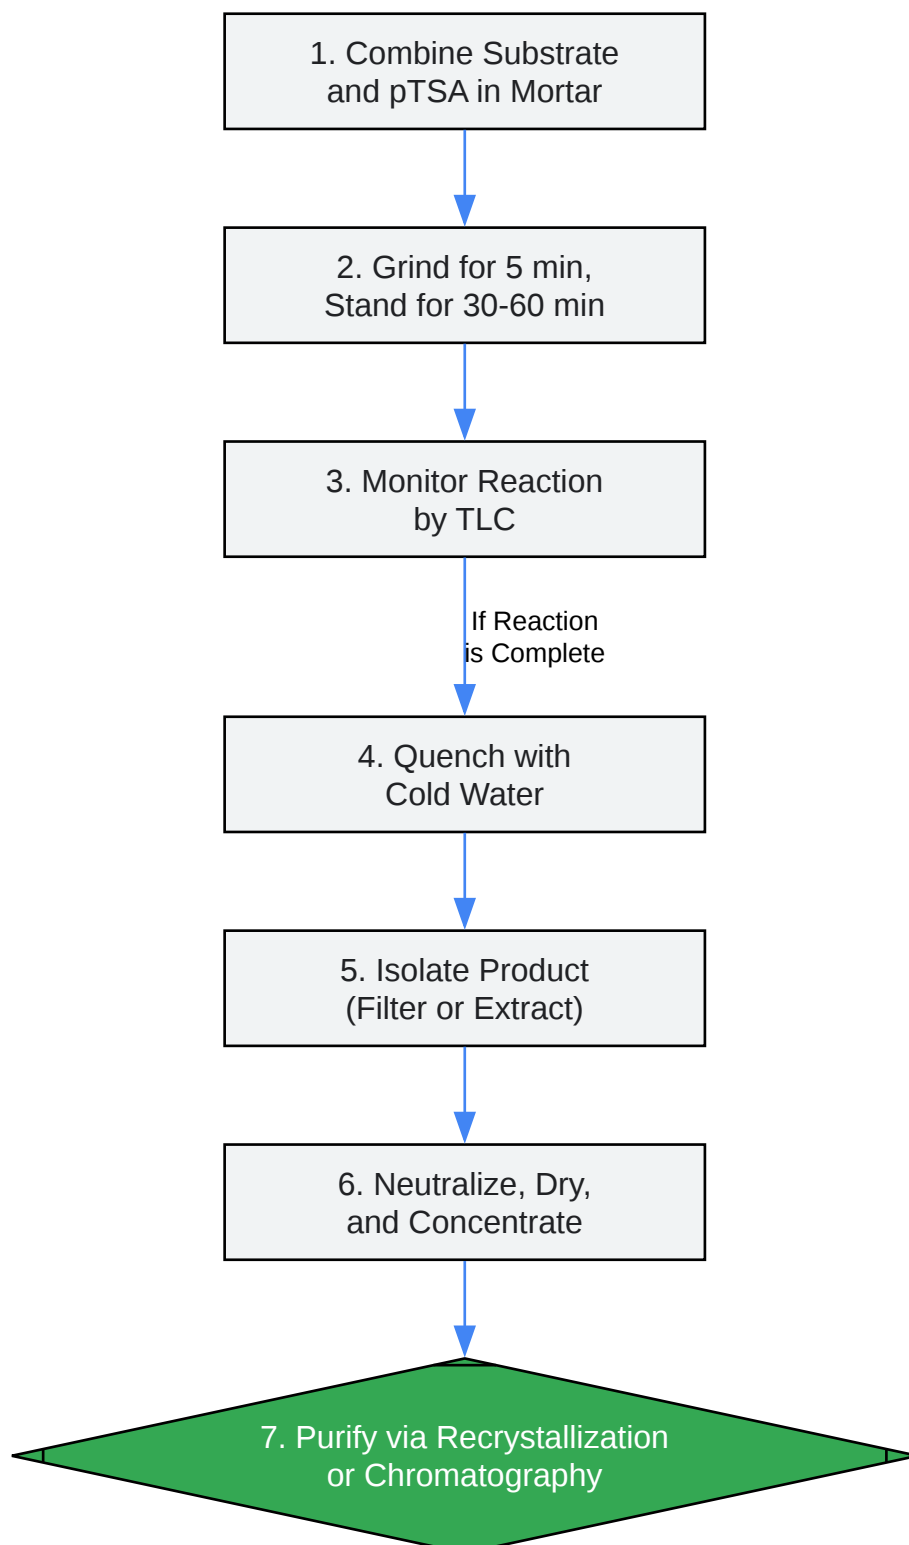 1. Combine Substrate
and pTSA in Mortar
2. Grind for 5 min,
Stand for 30-60 min
3. Monitor Reaction
by TLC
If Reaction
is Complete
4. Quench with
Cold Water
5. Isolate Product
(Filter or Extract)
6. Neutralize, Dry,
and Concentrate
7. Purify via Recrystallization
or Chromatography